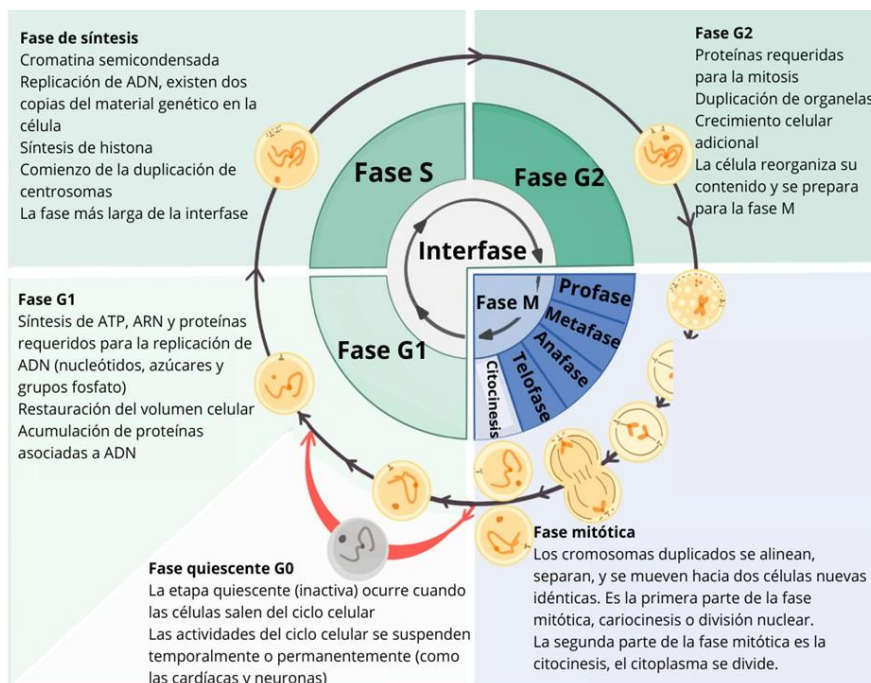 Fase de síntesis
Cromatina semicondensada
Replicación de ADN, existen dos
copias del material genético en la
célula
Síntesis de histona
Comienzo de la duplicación de
centrosomas
La fase más larga de la interfase
Fase G2
Proteínas requeridas
para la mitosis
Duplicación de organelas
Crecimiento celular
adicional
La célula reorganiza su
contenido y se prepara
para la fase M
Fase S
Fase G2
Interfase
Fase G1
Fase M
Profase
Metafase
Anafase
Telofase
Citocinesis
Fase G1
Síntesis de ATP, ARN y proteínas
requeridos para la replicación de
ADN (nucleótidos, azúcares y
grupos fosfato)
Restauración del volumen celular
Acumulación de proteínas
asociadas a ADN
Fase quiescente G0
La etapa quiescente (inactiva) ocurre cuando
las células salen del ciclo celular
Las actividades del ciclo celular se suspenden
temporalmente o permanentemente (como
las cardíacas y neuronas)
Fase mitótica
Los cromosomas duplicados se alinean,
separan, y se mueven hacia dos células nuevas
idénticas. Es la primera parte de la fase
mitótica, cariocinesis o división nuclear.
La segunda parte de la fase mitótica es la
citocinesis, el citoplasma se divide.